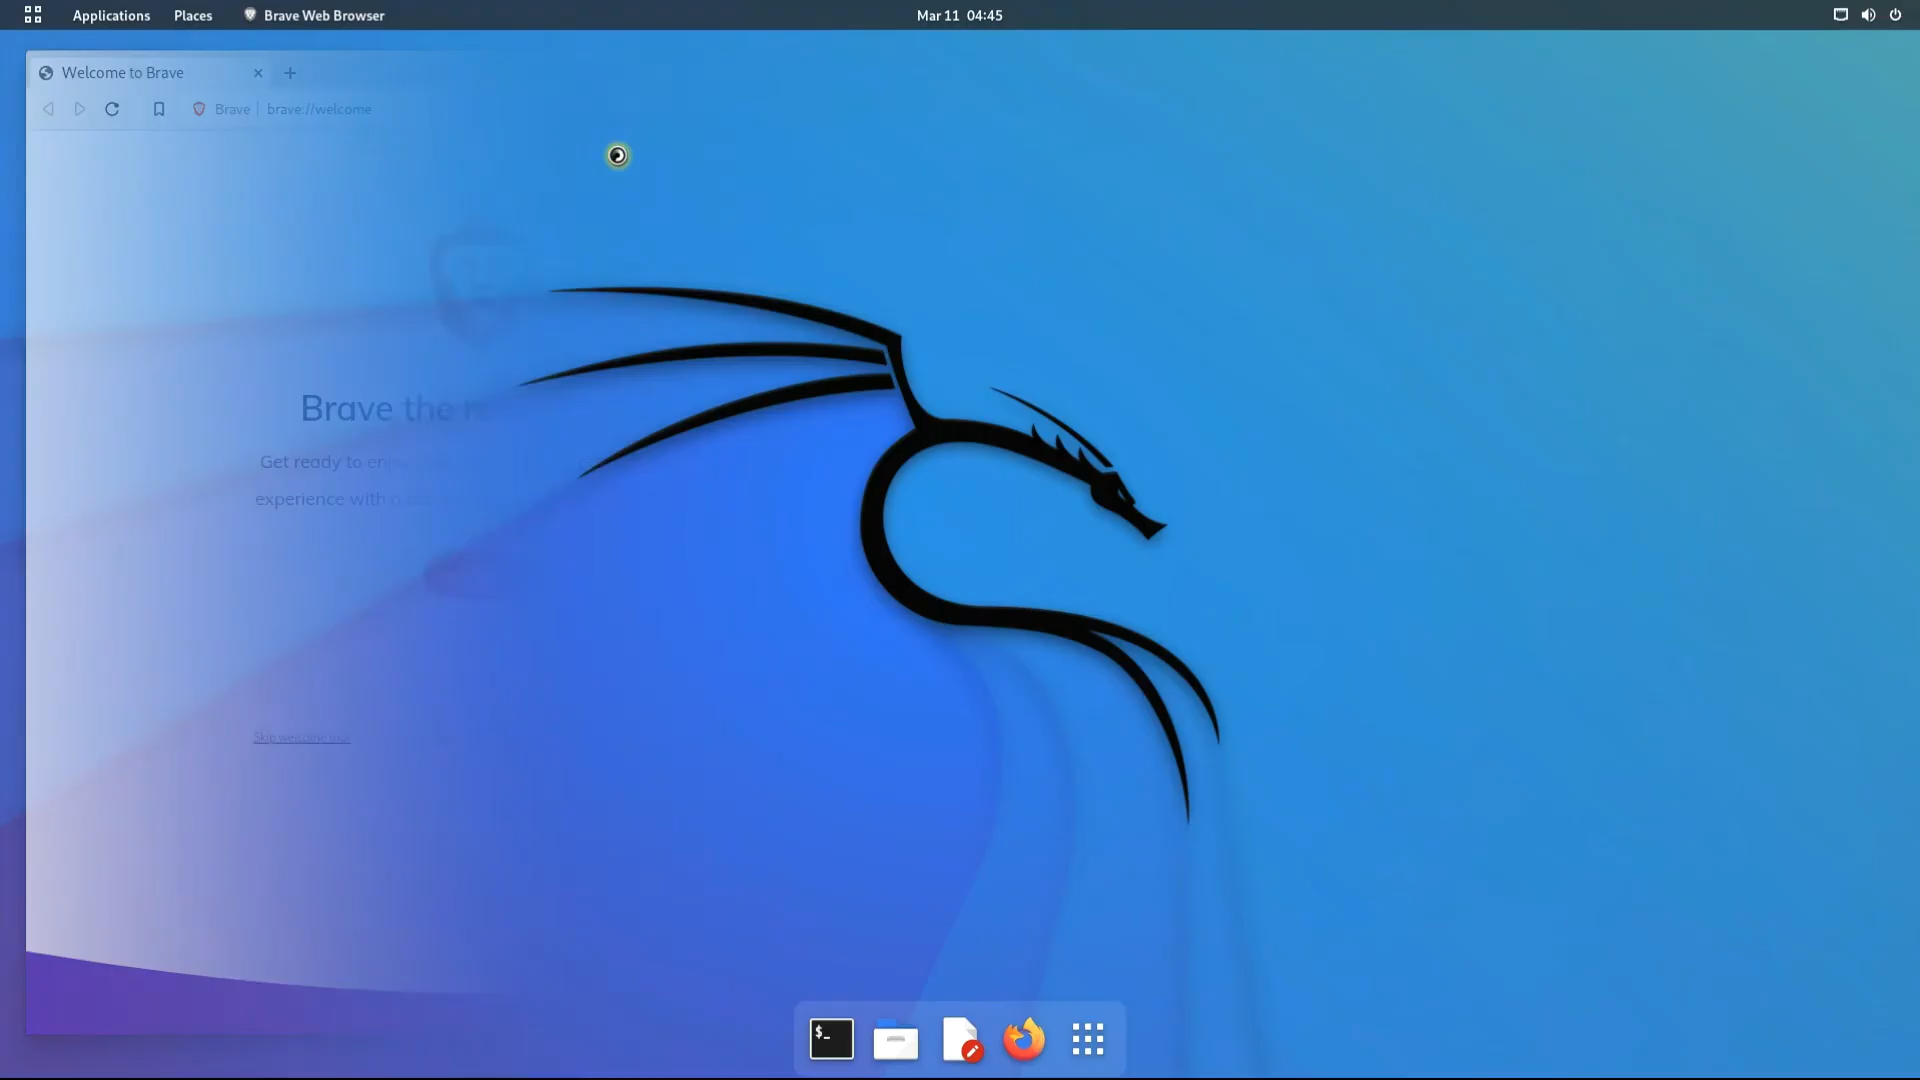 Applications Places Brave Web Browser Mar 11 04:45
Welcome to Brave
Brave brave://welcome
Brave the
Get ready to
experience with
Skip welcome tour
$_